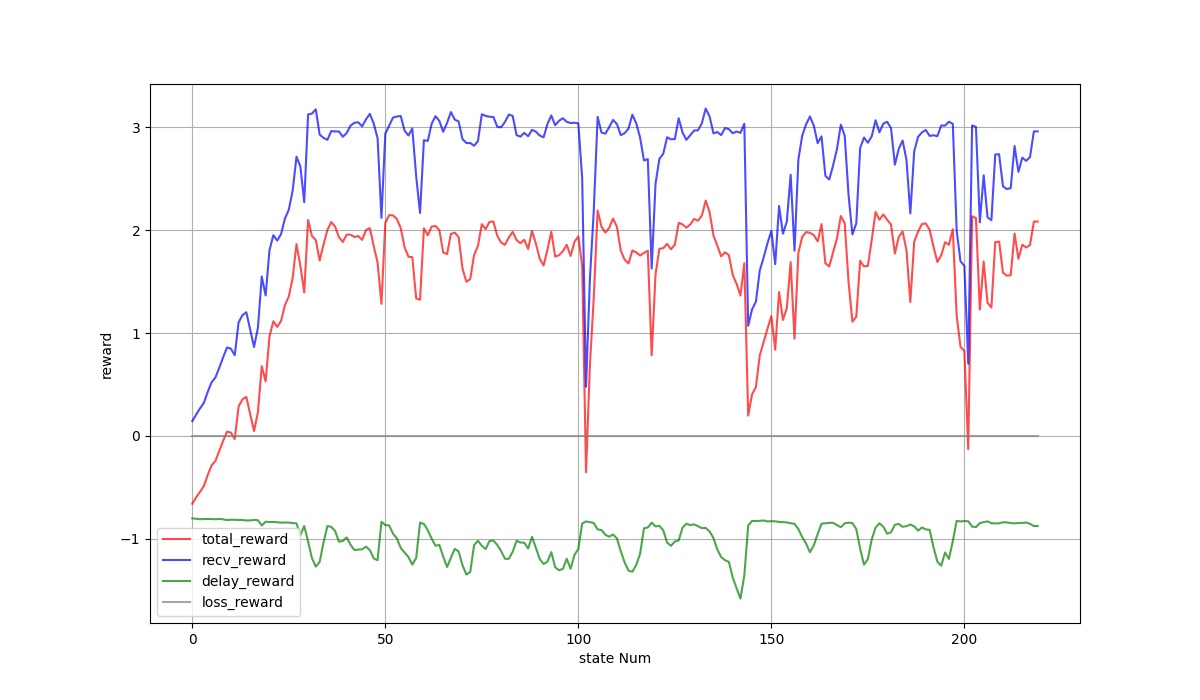 3
2
1
0
−1
reward
total_reward
recv_reward
delay_reward
loss_reward
0 50 100 150 200
state Num